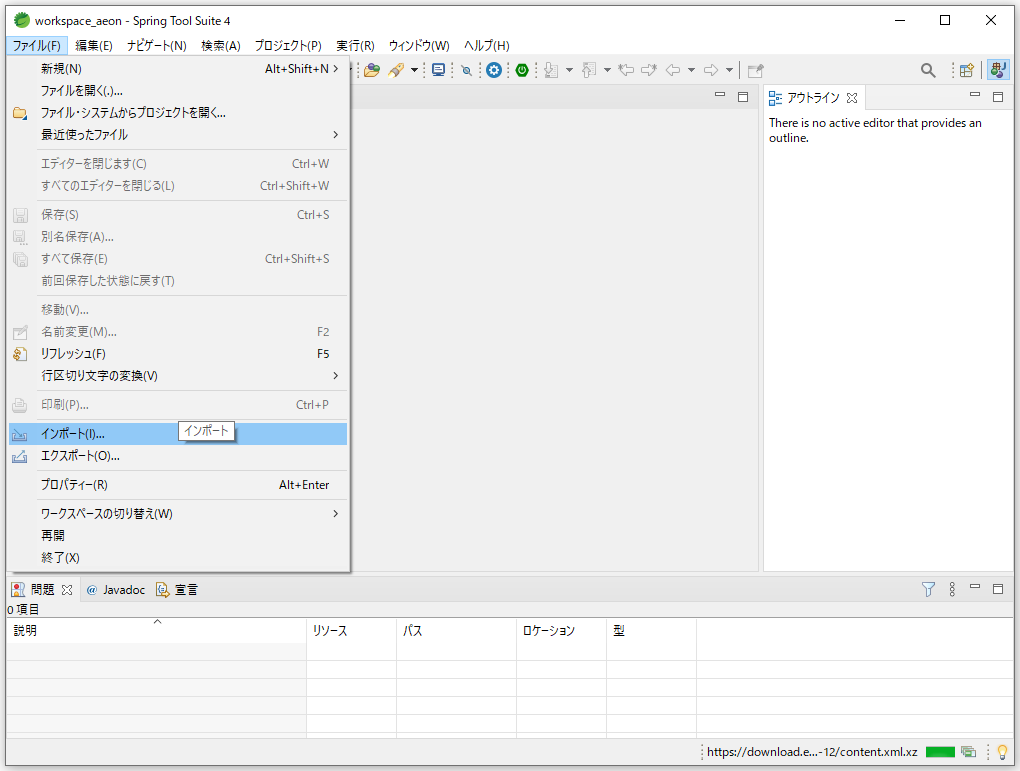 workspace_aeon - Spring Tool Suite 4
ファイル(F) 編集(E) ナビゲート(N) 検索(A) プロジェクト(P) 実行(R) ウィンドウ(W) ヘルプ(H)
新規(N) Alt+Shift+N
ファイルを開く(.)...
ファイル・システムからプロジェクトを開く...
最近使ったファイル
エディターを閉じます(C) Ctrl+W
すべてのエディターを閉じる(L) Ctrl+Shift+W
保存(S) Ctrl+S
別名保存(A)...
すべて保存(E) Ctrl+Shift+S
前回保存した状態に戻す(T)
移動(V)...
名前変更(M)... F2
リフレッシュ(F) F5
行区切り文字の変換(V)
印刷(P)... Ctrl+P
インポート(I)...
インポート
エクスポート(O)...
プロパティー(R) Alt+Enter
ワークスペースの切り替え(W)
再開
終了(X)
アウトライン
There is no active editor that provides an
outline.
問題 @ Javadoc 宣言
0 項目
説明 リソース パス ロケーション 型
https://download.e...-12/content.xml.xz